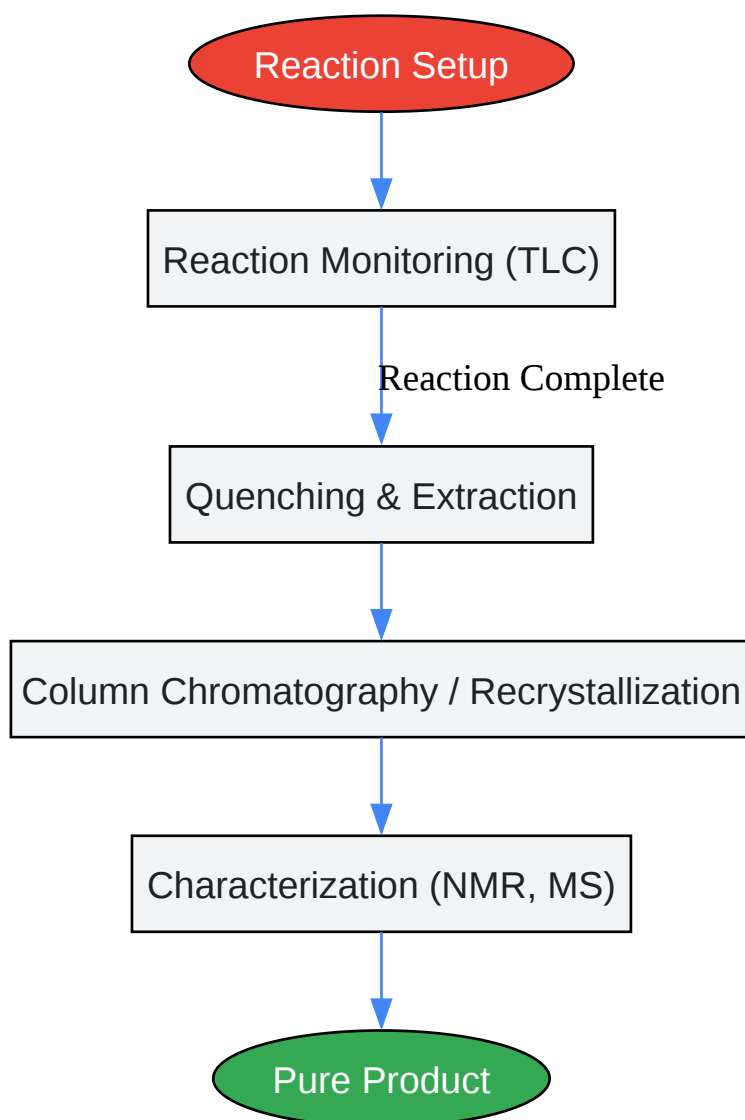 Reaction Setup
Reaction Monitoring (TLC)
Reaction Complete
Quenching & Extraction
Column Chromatography / Recrystallization
Characterization (NMR, MS)
Pure Product